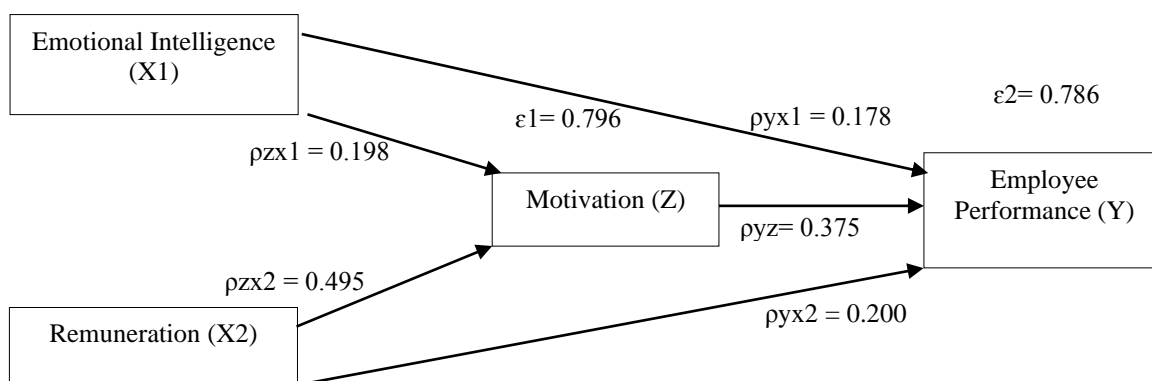 Emotional Intelligence
(X1)
ε2= 0.786
ε1= 0.796
ρyx1 = 0.178
ρzx1 = 0.198
Motivation (Z)
Employee
Performance (Y)
ρyz= 0.375
ρzx2 = 0.495
Remuneration (X2)
ρyx2 = 0.200